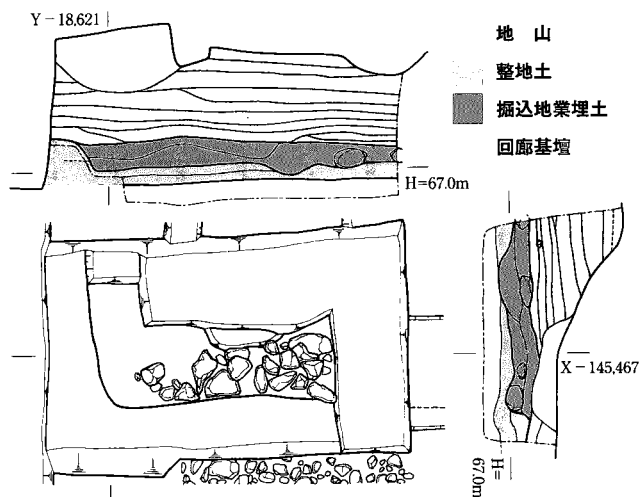 Y－18,621
地　山
整地土
掘込地業埋土
回廊基壇
H=67.0m
X－145,467
H=
67.0m